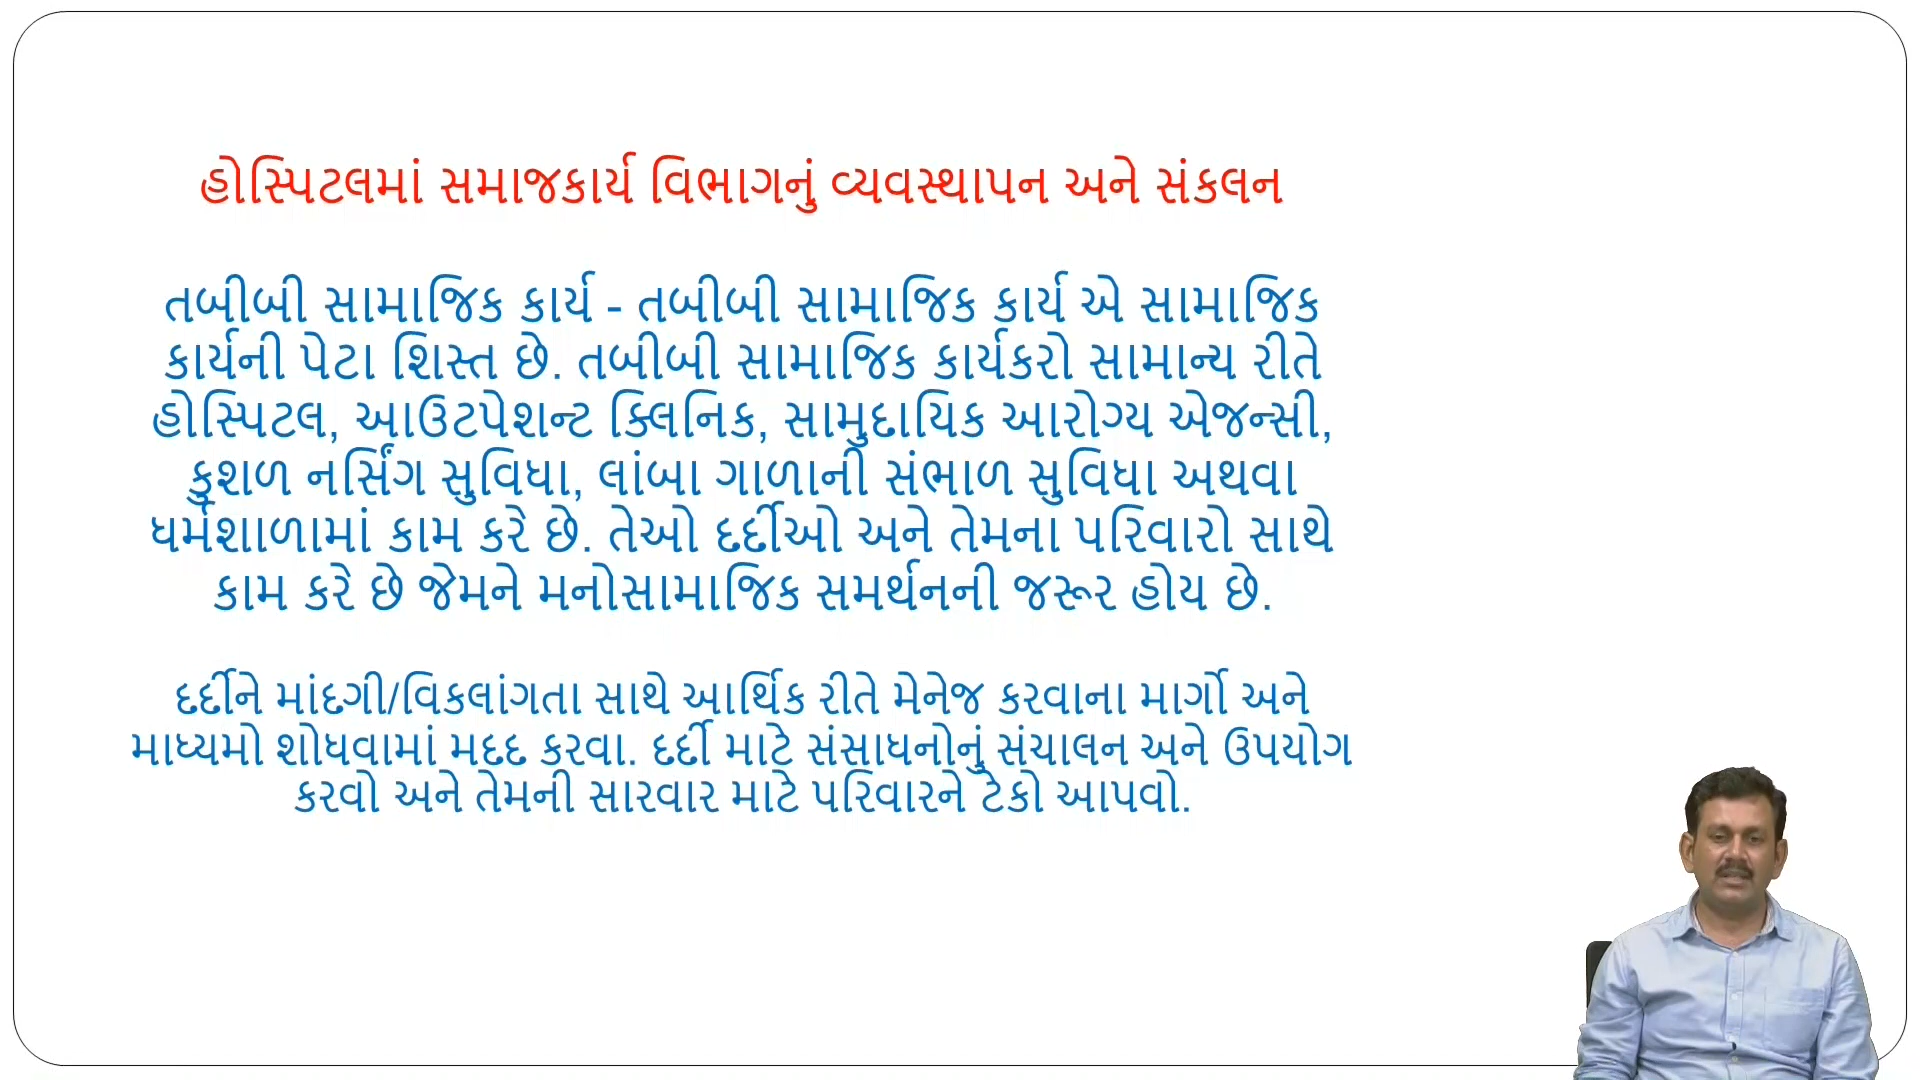 હોસ્પિટલમાં સમાજકાર્ય વિભાગનું વ્યવસ્થાપન અને સંકલન
તબીબી સામાજિક કાર્ય - તબીબી સામાજિક કાર્ય એ સામાજિક
કાર્યની પેટા શિસ્ત છે. તબીબી સામાજિક કાર્યકરો સામાન્ય રીતે
હોસ્પિટલ, આઉટપેશન્ટ ક્લિનિક, સામુદાયિક આરોગ્ય એજન્સી,
કુશળ નર્સિંગ સુવિધા, લાંબા ગાળાની સંભાળ સુવિધા અથવા
ધર્મશાળામાં કામ કરે છે. તેઓ દર્દીઓ અને તેમના પરિવારો સાથે
કામ કરે છે જેમને મનોસામાજિક સમર્થનની જરૂર હોય છે.
દર્દીને માંદગી/વિકલાંગતા સાથે આર્થિક રીતે મેનેજ કરવાના માર્ગો અને
માધ્યમો શોધવામાં મદદ કરવા. દર્દી માટે સંસાધનોનું સંચાલન અને ઉપયોગ
કરવો અને તેમની સારવાર માટે પરિવારને ટેકો આપવો.